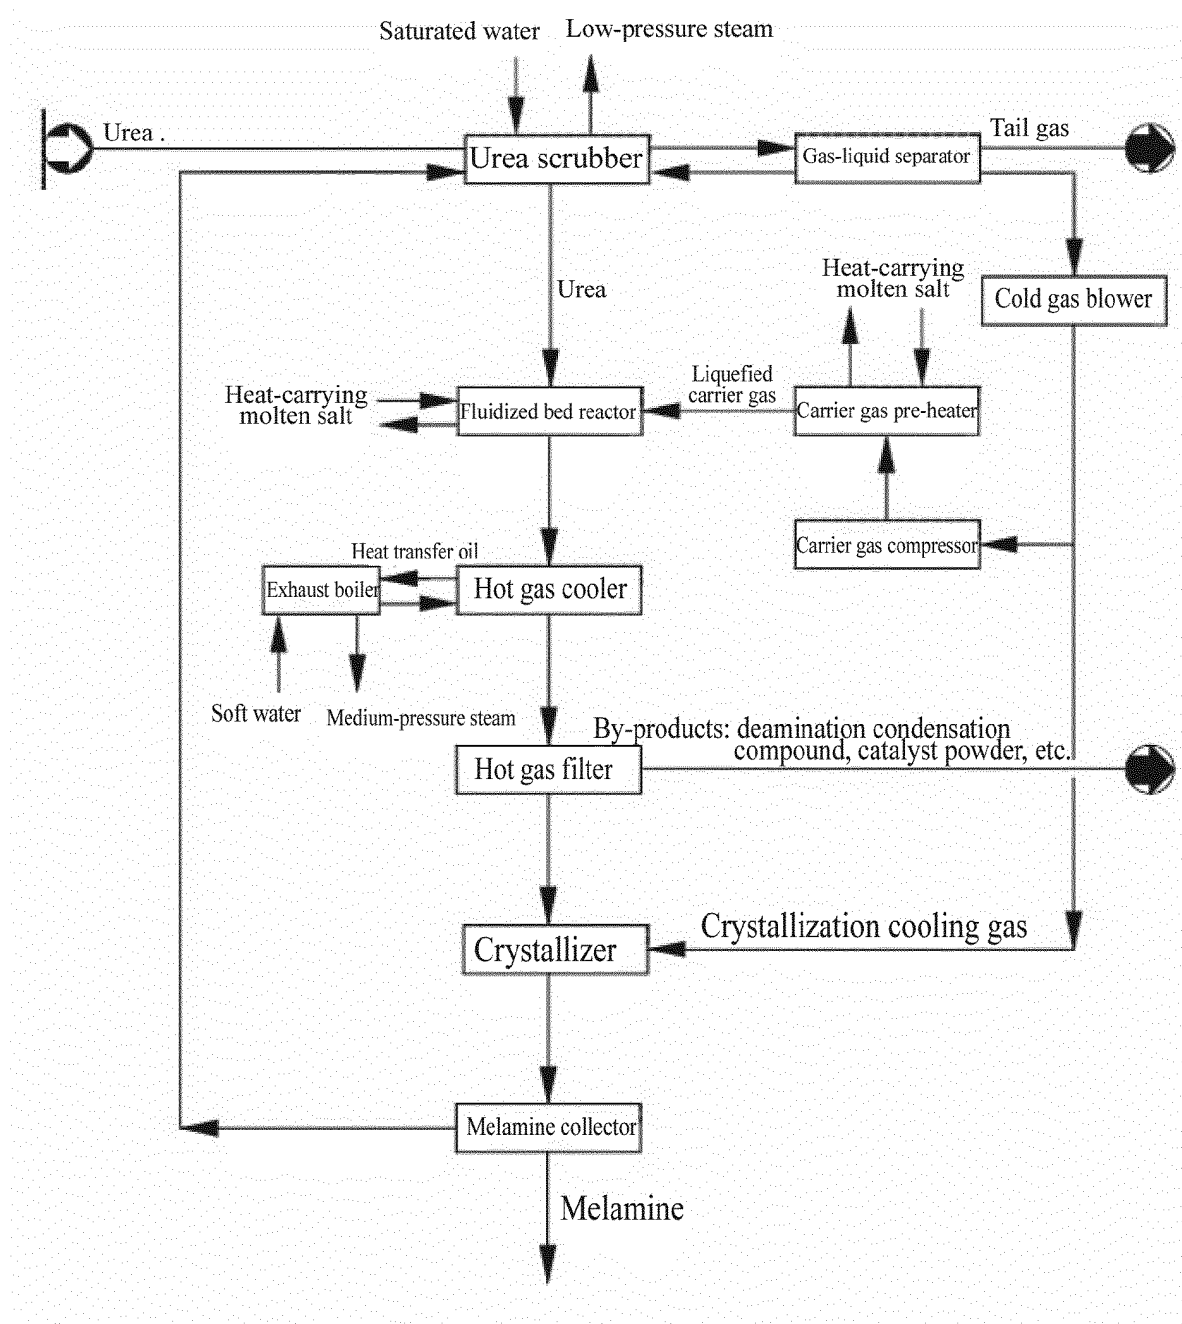 Saturated water
Low-pressure steam
Urea .
Urea scrubber
Gas-liquid separator
Tail gas
Urea
Heat-carrying
molten salt
Cold gas blower
Heat-carrying
molten salt
Fluidized bed reactor
Liquefied
carrier gas
Carrier gas pre-heater
Carrier gas compressor
Heat transfer oil
Exhaust boiler
Hot gas cooler
Soft water
Medium-pressure steam
By-products: deamination condensation
compound, catalyst powder, etc.
Hot gas filter
Crystallization cooling gas
Crystallizer
Melamine collector
Melamine